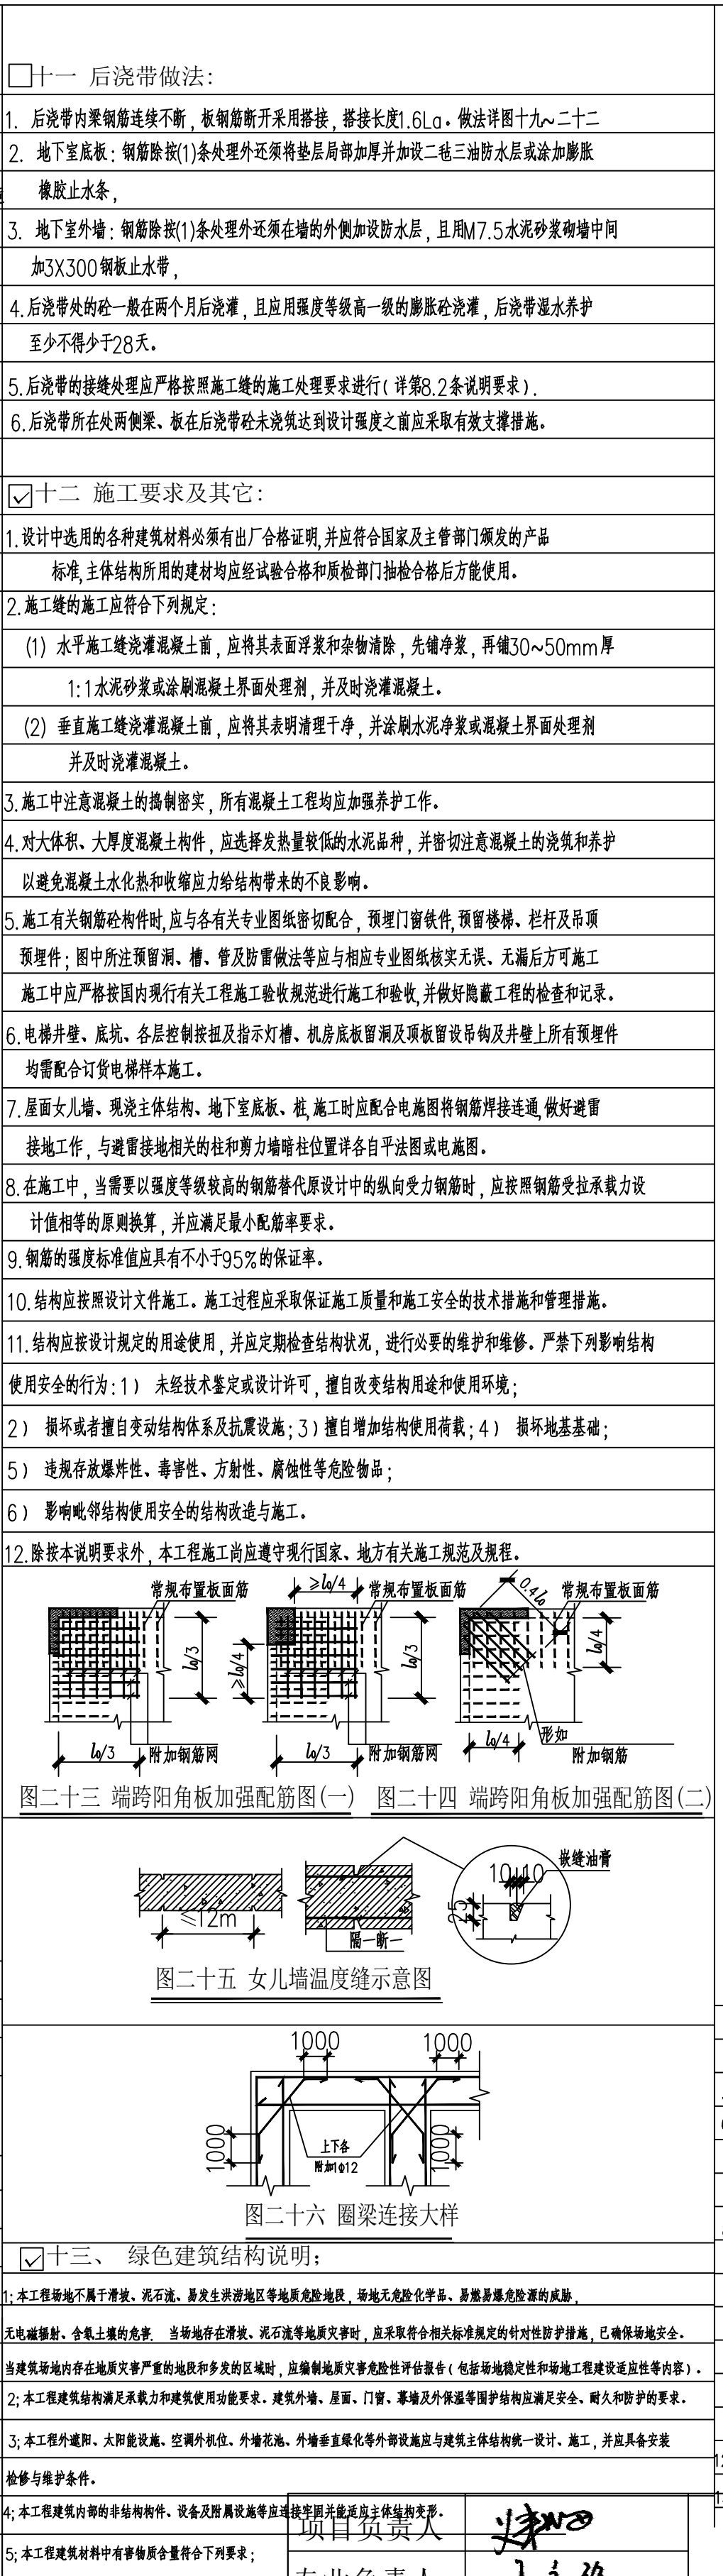 十一 后浇带做法:
1. 后浇带内梁钢筋连续不断, 板钢筋断开采用搭接, 搭接长度1.6La。做法详图十九~二十二
2. 地下室底板: 钢筋除按(1)条处理外还须将垫层局部加厚并加设二毡三油防水层或涂加膨胀
橡胶止水条,
3. 地下室外墙: 钢筋除按(1)条处理外还须在墙的外侧加设防水层, 且用M7.5水泥砂浆砌墙中间
加3X300钢板止水带,
4.后浇带处的砼一般在两个月后浇灌, 且应用强度等级高一级的膨胀砼浇灌, 后浇带湿水养护
至少不得少于28天。
5.后浇带的接缝处理应严格按照施工缝的施工处理要求进行(详第8.2条说明要求).
6.后浇带所在处两侧梁、板在后浇带砼未浇筑达到设计强度之前应采取有效支撑措施。
十二 施工要求及其它:
1.设计中选用的各种建筑材料必须有出厂合格证明,并应符合国家及主管部门颁发的产品
标准,主体结构所用的建材均应经试验合格和质检部门抽检合格后方能使用。
2.施工缝的施工应符合下列规定:
(1) 水平施工缝浇灌混凝土前, 应将其表面浮浆和杂物清除, 先铺净浆, 再铺30~50mm厚
1:1水泥砂浆或涂刷混凝土界面处理剂, 并及时浇灌混凝土。
(2) 垂直施工缝浇灌混凝土前, 应将其表明清理干净, 并涂刷水泥净浆或混凝土界面处理剂
并及时浇灌混凝土。
3.施工中注意混凝土的捣制密实, 所有混凝土工程均应加强养护工作。
4.对大体积、大厚度混凝土构件, 应选择发热量较低的水泥品种, 并密切注意混凝土的浇筑和养护
以避免混凝土水化热和收缩应力给结构带来的不良影响。
5.施工有关钢筋砼构件时,应与各有关专业图纸密切配合, 预埋门窗铁件,预留楼梯、栏杆及吊顶
预埋件; 图中所注预留洞、槽、管及防雷做法等应与相应专业图纸核实无误、无漏后方可施工
施工中应严格按国内现行有关工程施工验收规范进行施工和验收,并做好隐蔽工程的检查和记录。
6.电梯井壁、底坑、各层控制按扭及指示灯槽、机房底板留洞及顶板留设吊钩及井壁上所有预埋件
均需配合订货电梯样本施工。
7.屋面女儿墙、现浇主体结构、地下室底板、桩,施工时应配合电施图将钢筋焊接连通,做好避雷
接地工作, 与避雷接地相关的柱和剪力墙暗柱位置详各自平法图或电施图。
8.在施工中, 当需要以强度等级较高的钢筋替代原设计中的纵向受力钢筋时, 应按照钢筋受拉承载力设
计值相等的原则换算, 并应满足最小配筋率要求。
9.钢筋的强度标准值应具有不小于95%的保证率。
10.结构应按照设计文件施工。施工过程应采取保证施工质量和施工安全的技术措施和管理措施。
11.结构应按设计规定的用途使用, 并应定期检查结构状况, 进行必要的维护和维修。严禁下列影响结构
使用安全的行为:1) 未经技术鉴定或设计许可, 擅自改变结构用途和使用环境;
2) 损坏或者擅自变动结构体系及抗震设施;3)擅自增加结构使用荷载;4) 损坏地基基础;
5) 违规存放爆炸性、毒害性、方射性、腐蚀性等危险物品;
6) 影响毗邻结构使用安全的结构改造与施工。
12.除按本说明要求外, 本工程施工尚应遵守现行国家、地方有关施工规范及规程。
常规布置板面筋 ≥l₀/4 常规布置板面筋 0.4l₀ 常规布置板面筋
l₀/3 ≥l₀/4 l₀/3 l₀/4
l₀/3 附加钢筋网 l₀/3 附加钢筋网 l₀/4 形如
附加钢筋
图二十三 端跨阳角板加强配筋图(一) 图二十四 端跨阳角板加强配筋图(二)
嵌缝油膏
10 10
25
≤12m
隔一断一
图二十五 女儿墙温度缝示意图
1000 1000
1000 上下各 1000
附加1φ12
图二十六 圈梁连接大样
十三、 绿色建筑结构说明;
1;本工程场地不属于滑坡、泥石流、易发生洪涝地区等地质危险地段, 场地无危险化学品、易燃易爆危险源的威胁,
无电磁辐射、含氡土壤的危害. 当场地存在滑坡、泥石流等地质灾害时, 应采取符合相关标准规定的针对性防护措施, 已确保场地安全。
当建筑场地内存在地质灾害严重的地段和多发的区域时, 应编制地质灾害危险性评估报告(包括场地稳定性和场地工程建设适应性等内容)。
2;本工程建筑结构满足承载力和建筑使用功能要求。建筑外墙、屋面、门窗、幕墙及外保温等围护结构应满足安全、耐久和防护的要求。
3;本工程外遮阳、太阳能设施、空调外机位、外墙花池、外墙垂直绿化等外部设施应与建筑主体结构统一设计、施工, 并应具备安装
检修与维护条件。
4;本工程建筑内部的非结构构件、设备及附属设施等应连接牢固并能适应主体结构变形.
项目负责人
5;本工程建筑材料中有害物质含量符合下列要求;
专业负责人